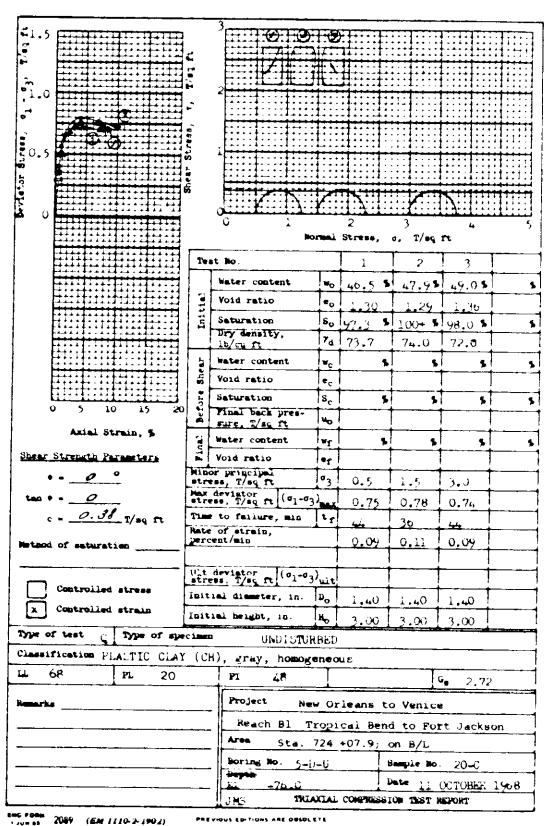 1.5
1.0
0.5
0
Deviator Stress, σ1 - σ3, T/sq ft
0 5 10 15 20
Axial Strain, %
3
2
1
0 1 2 3 4 5
Shear Stress, τ, T/sq ft
Normal Stress, σ, T/sq ft
Shear Strength Parameters
φ = 0 °
tan φ = 0
c = 0.38 T/sq ft
Method of saturation
Controlled stress
x Controlled strain
Test No. 1 2 3
Initial
Water content wo 46.5 % 47.9 % 49.0 % %
Void ratio eo 1.30 1.29 1.36
Saturation So 97.3 % 100+ % 98.0 % %
Dry density, lb/cu ft γd 73.7 74.0 72.0
Before Shear
Water content wc % % % %
Void ratio ec
Saturation Sc % % % %
Final back pressure, T/sq ft uo
Final
Water content wf % % % %
Void ratio ef
Minor principal stress, T/sq ft σ3 0.5 1.5 3.0
Max deviator stress, T/sq ft (σ1-σ3)max 0.75 0.78 0.74
Time to failure, min tf 44 36 44
Rate of strain, percent/min 0.09 0.11 0.09
Ult deviator stress, T/sq ft (σ1-σ3)ult
Initial diameter, in. Do 1.40 1.40 1.40
Initial height, in. Ho 3.00 3.00 3.00
Type of test Q Type of specimen UNDISTURBED
Classification PLAITIC CLAY (CH), gray, homogeneous
LL 68 PL 20 PI 48 Gs 2.72
Remarks
Project New Orleans to Venice
Reach B1 Tropical Bend to Fort Jackson
Area Sta. 724 +07.9; on B/L
Boring No. 5-U-U Sample No. 20-C
Depth
El -76.0 Date 11 OCTOBER 1968
JMS TRIAXIAL COMPRESSION TEST REPORT
ENG FORM 2089 (EM 1110-2-1902) PREVIOUS EDITIONS ARE OBSOLETE